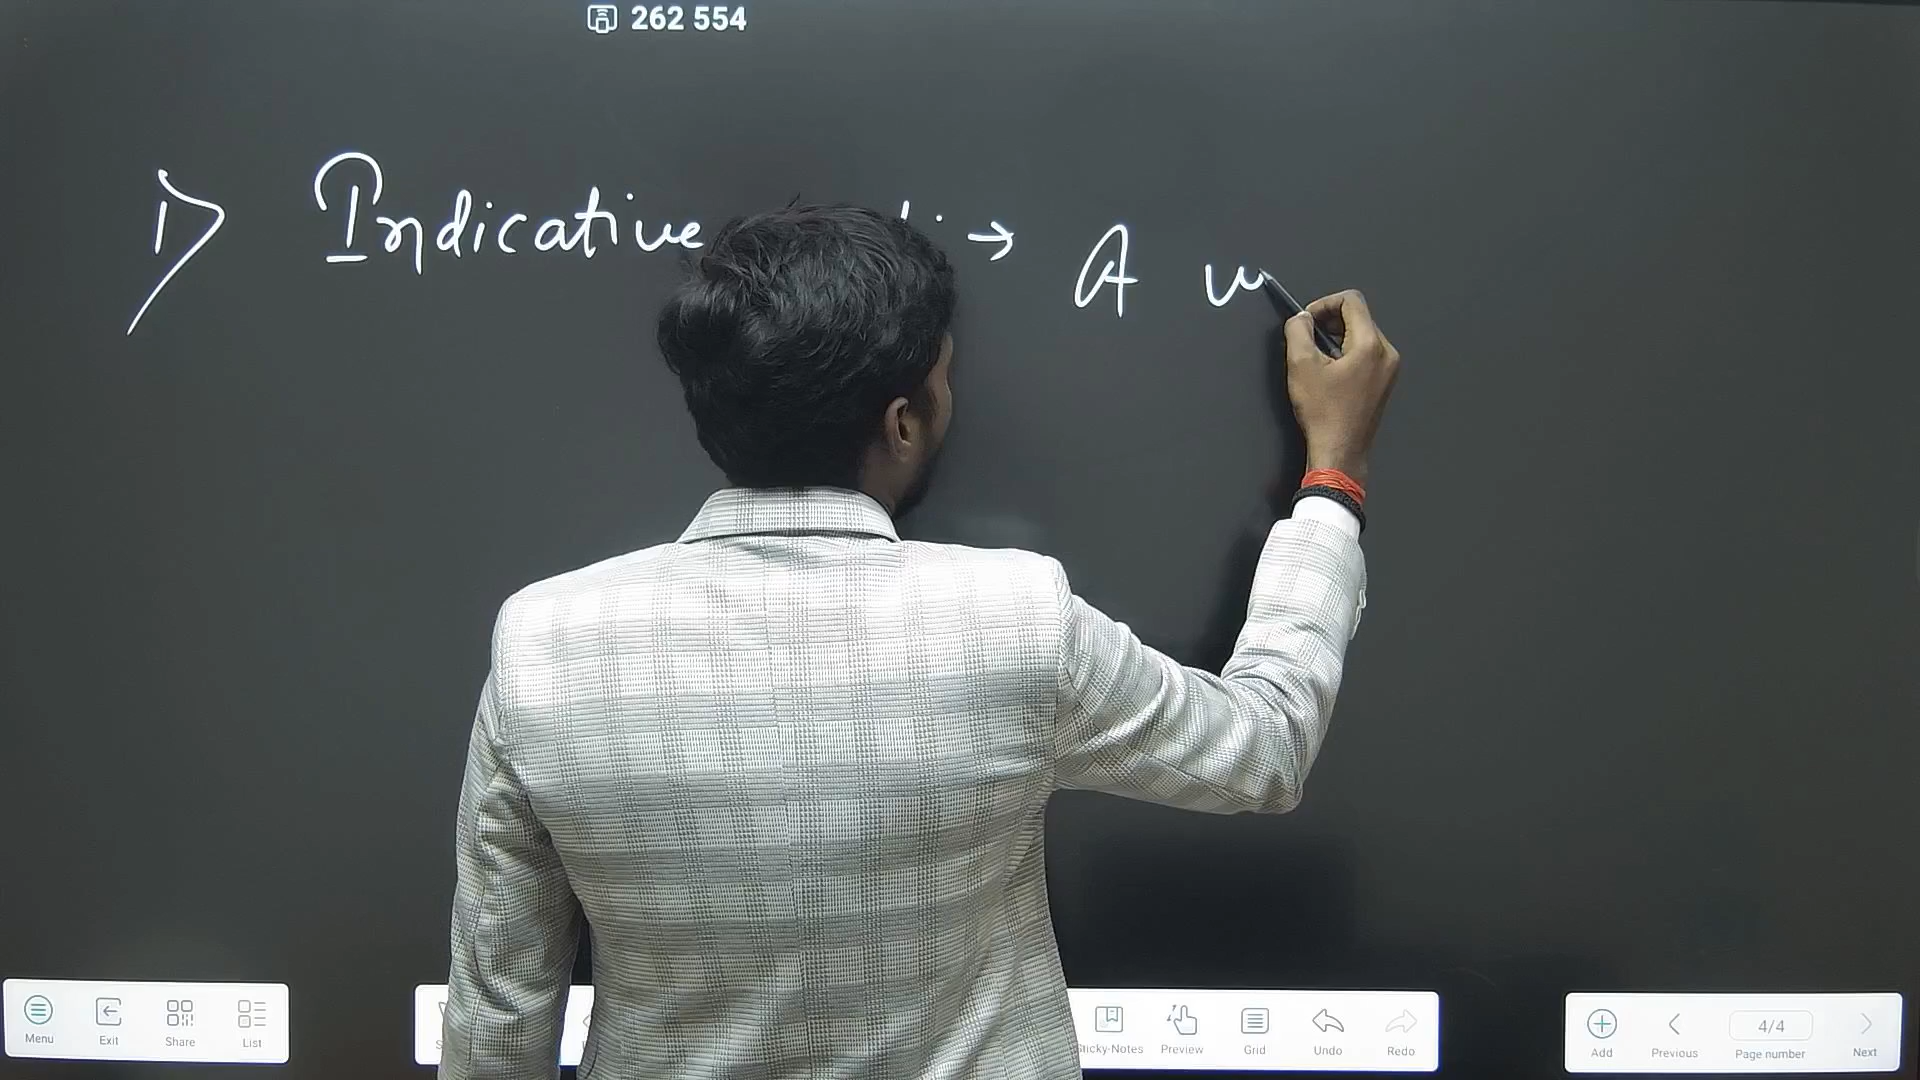 262 554
1) Indicative → A w
Menu Exit Share List Sticky-Notes Preview Grid Undo Redo Add Previous 4/4 Page number Next